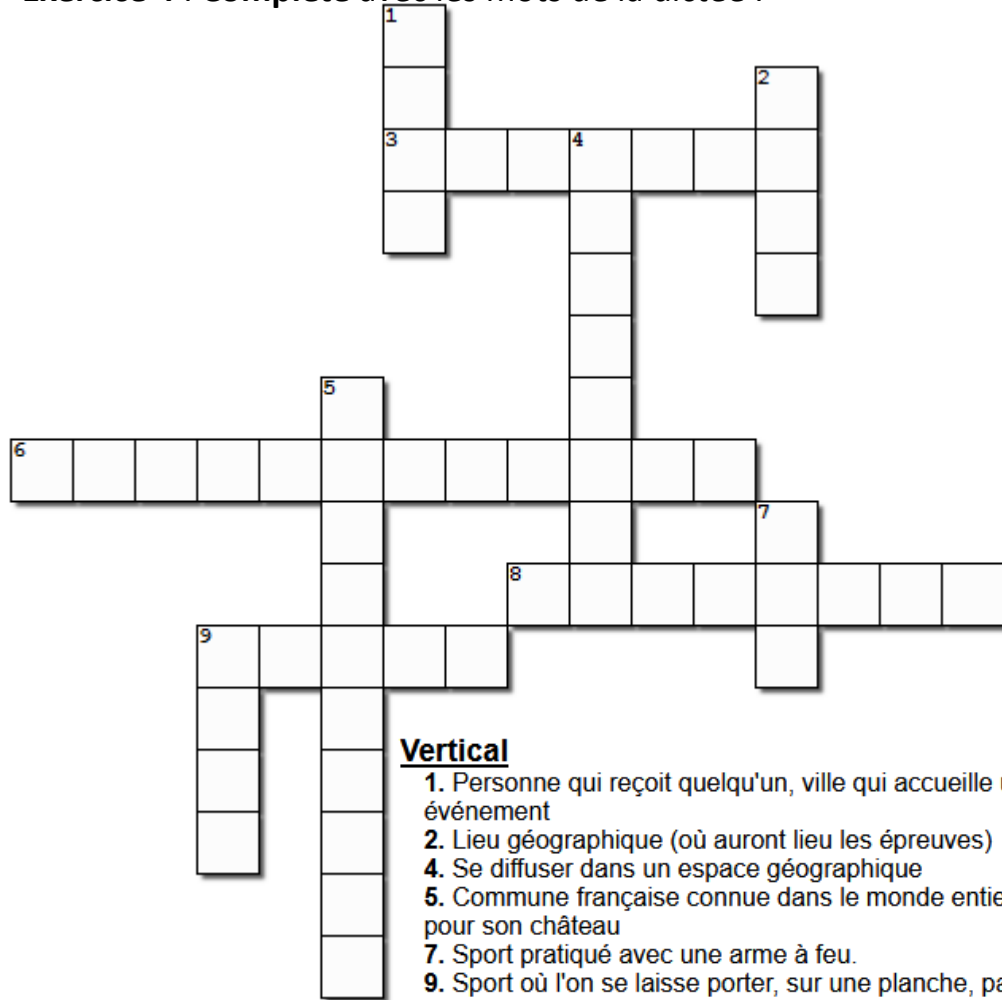 Exercice 4 : Complète avec les mots de la dictée :
1
2
3 4
5
6
7
8
9
Vertical
1. Personne qui reçoit quelqu'un, ville qui accueille
événement
2. Lieu géographique (où auront lieu les épreuves)
4. Se diffuser dans un espace géographique
5. Commune française connue dans le monde
pour son château
7. Sport pratiqué avec une arme à feu.
9. Sport où l'on se laisse porter, sur une planche,